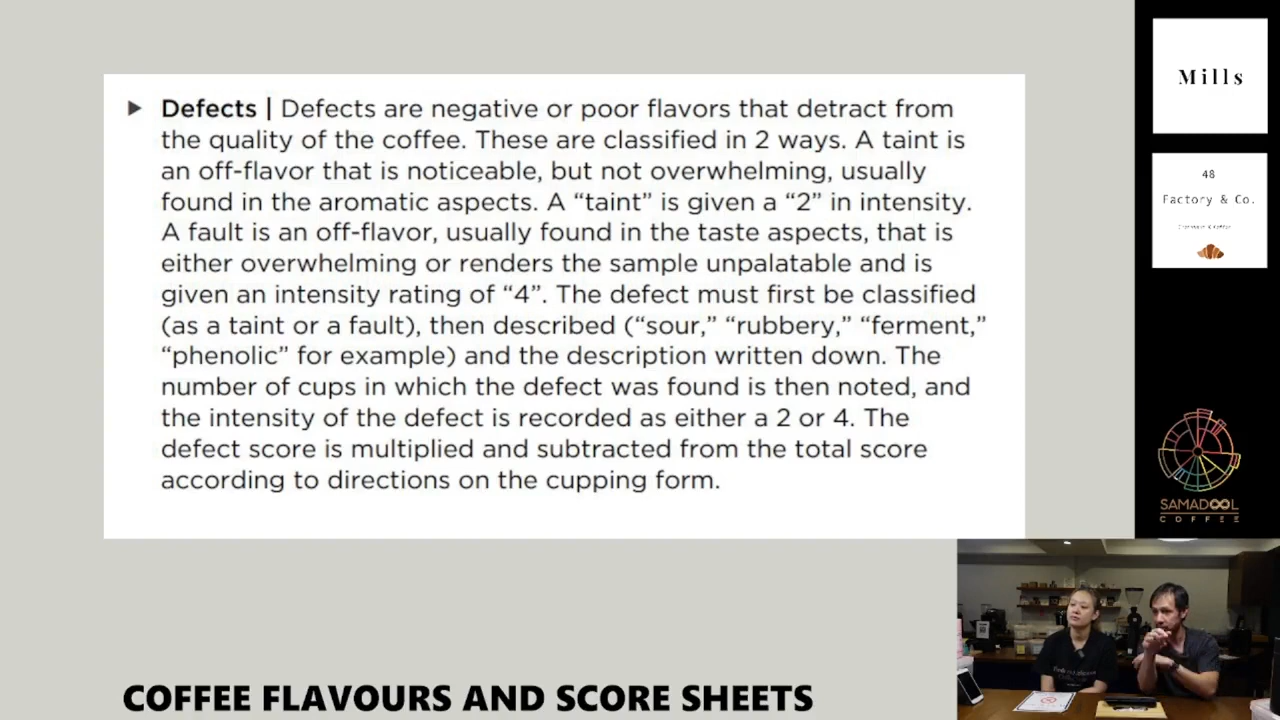 Defects | Defects are negative or poor flavors that detract from
the quality of the coffee. These are classified in 2 ways. A taint is
an off-flavor that is noticeable, but not overwhelming, usually
found in the aromatic aspects. A “taint” is given a “2” in intensity.
A fault is an off-flavor, usually found in the taste aspects, that is
either overwhelming or renders the sample unpalatable and is
given an intensity rating of “4”. The defect must first be classified
(as a taint or a fault), then described (“sour,” “rubbery,” “ferment,”
“phenolic” for example) and the description written down. The
number of cups in which the defect was found is then noted, and
the intensity of the defect is recorded as either a 2 or 4. The
defect score is multiplied and subtracted from the total score
according to directions on the cupping form.
COFFEE FLAVOURS AND SCORE SHEETS
Mills
48
Factory & Co.
SAMADOOL
COFFEE